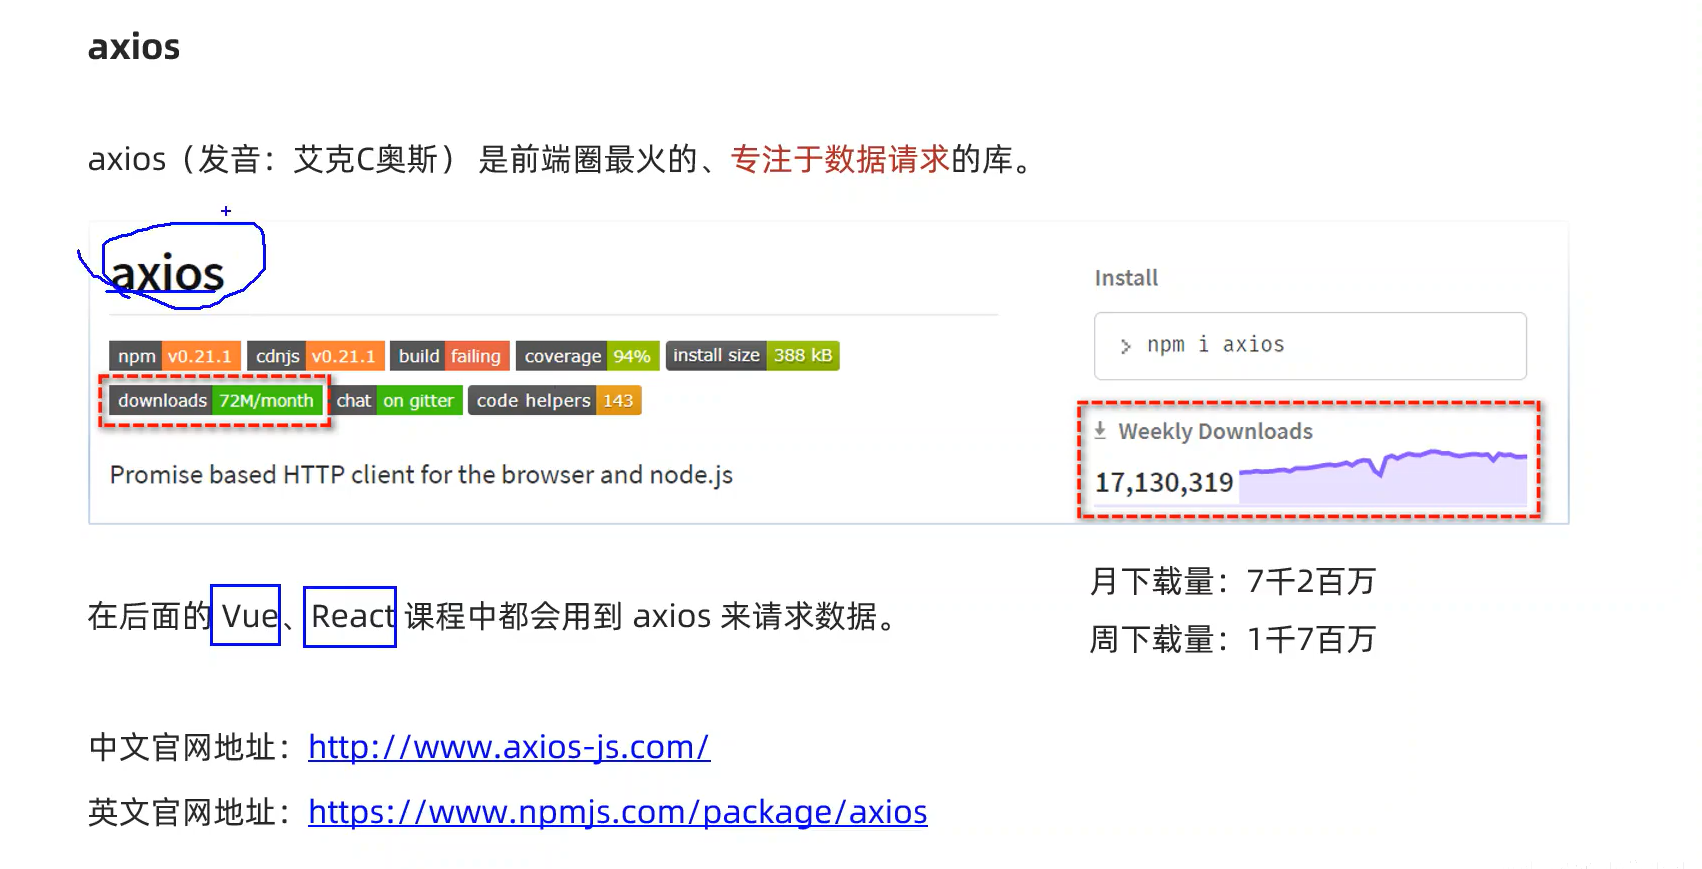 axios
axios（发音：艾克C奥斯） 是前端圈最火的、专注于数据请求的库。
axios
npm v0.21.1 cdnjs v0.21.1 build failing coverage 94% install size 388 kB
downloads 72M/month chat on gitter code helpers 143
Promise based HTTP client for the browser and node.js
Install
npm i axios
Weekly Downloads
17,130,319
月下载量：7千2百万
周下载量：1千7百万
在后面的 Vue、React 课程中都会用到 axios 来请求数据。
中文官网地址：http://www.axios-js.com/
英文官网地址：https://www.npmjs.com/package/axios